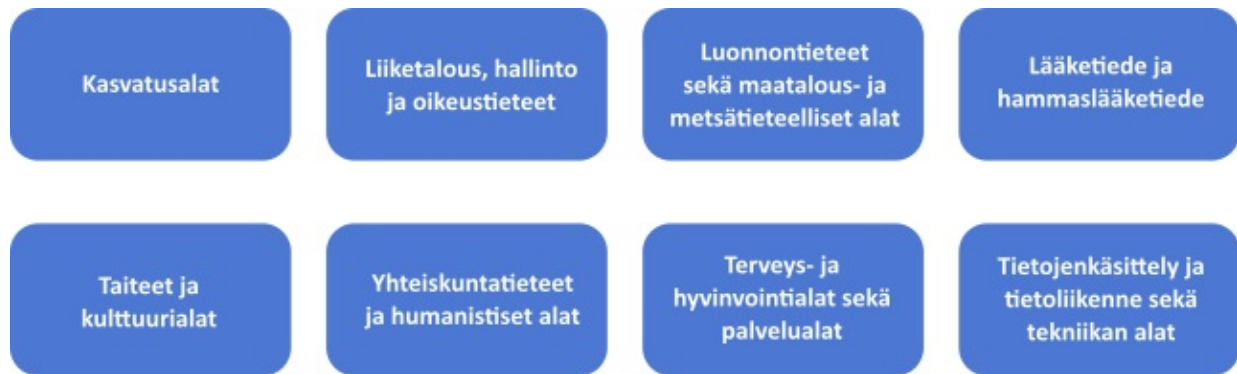 Kasvatusalat
Liiketalous, hallinto
ja oikeustieteet
Luonnontieteet
sekä maatalous- ja
metsätieteelliset alat
Lääketiede ja
hammaslääketiede
Taiteet ja
kulttuurialat
Yhteiskuntatieteet
ja humanistiset alat
Terveys- ja
hyvinvointialat sekä
palvelualat
Tietojenkäsittely ja
tietoliikenne sekä
tekniikan alat